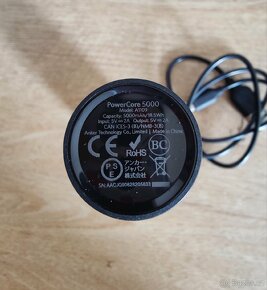 PowerCore 5000
Model: A1109
Capacity: 5000mAh/18.5Wh
Input: 5V ⎓ 2A Output: 5V ⎓ 2A
CAN ICES-3 (B)/NMB-3(B)
Anker Technology Co., Limited | Made in China
CE
RoHS
BC
PSE
アンカー・
ジャパン
株式会社